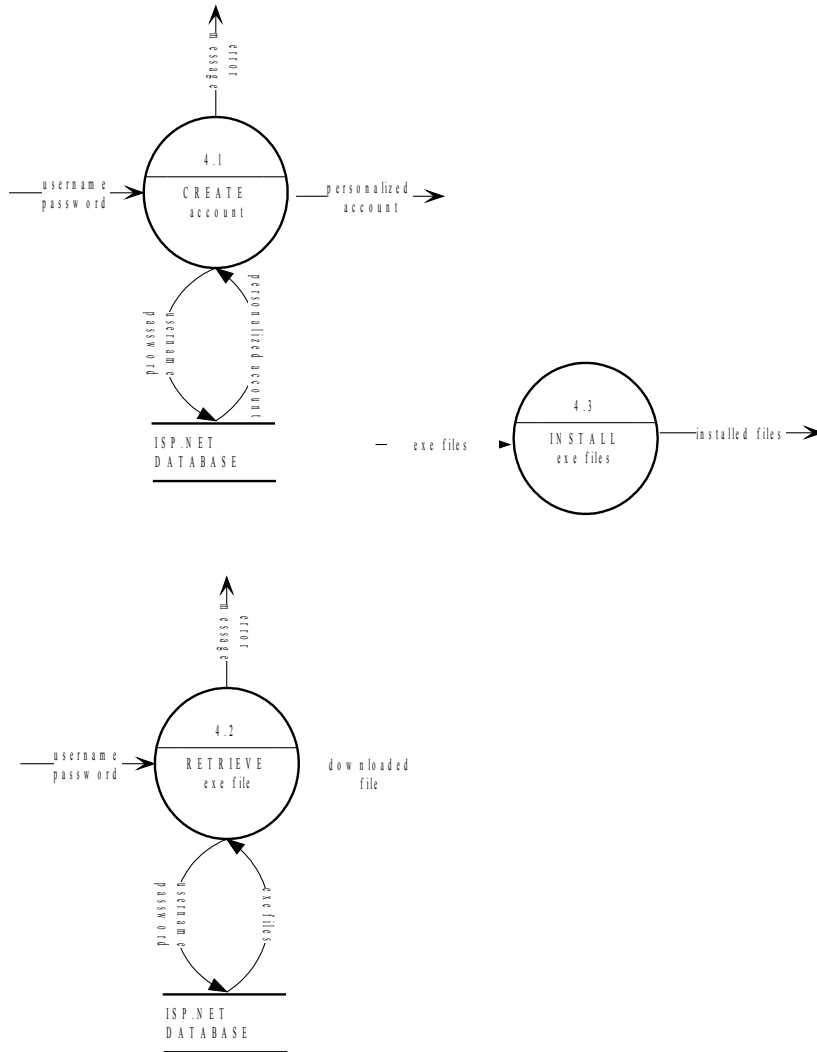 error
message
4.1
CREATE
account
username
password
personalized
account
username
password
personalized account
ISP.NET
DATABASE
4.3
INSTALL
exe files
exe files
installed files
error
message
4.2
RETRIEVE
exe file
username
password
downloaded
file
username
password
exe files
ISP.NET
DATABASE